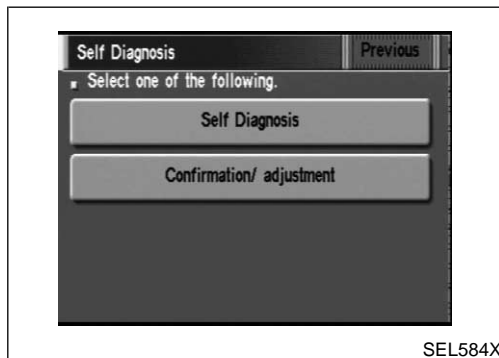 Self Diagnosis
Previous
Select one of the following.
Self Diagnosis
Confirmation/ adjustment
SEL584X